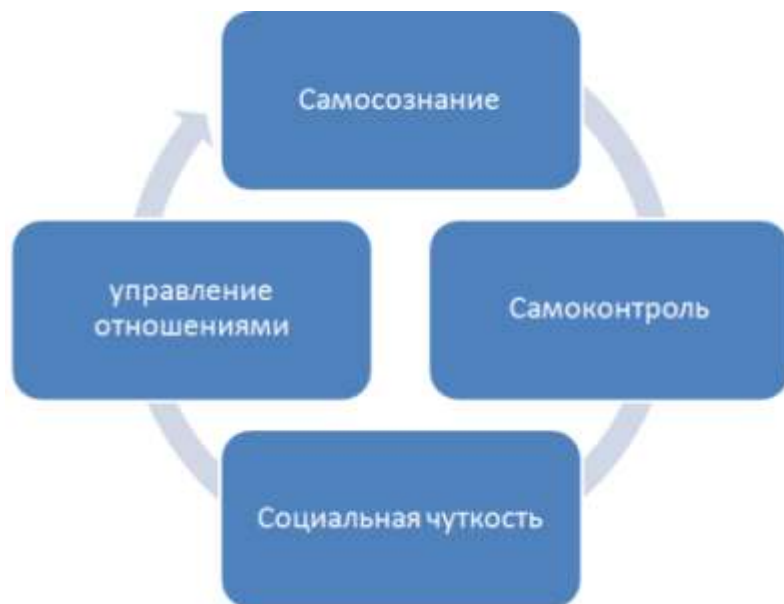 Самосознание
управление
отношениями
Самоконтроль
Социальная чуткость